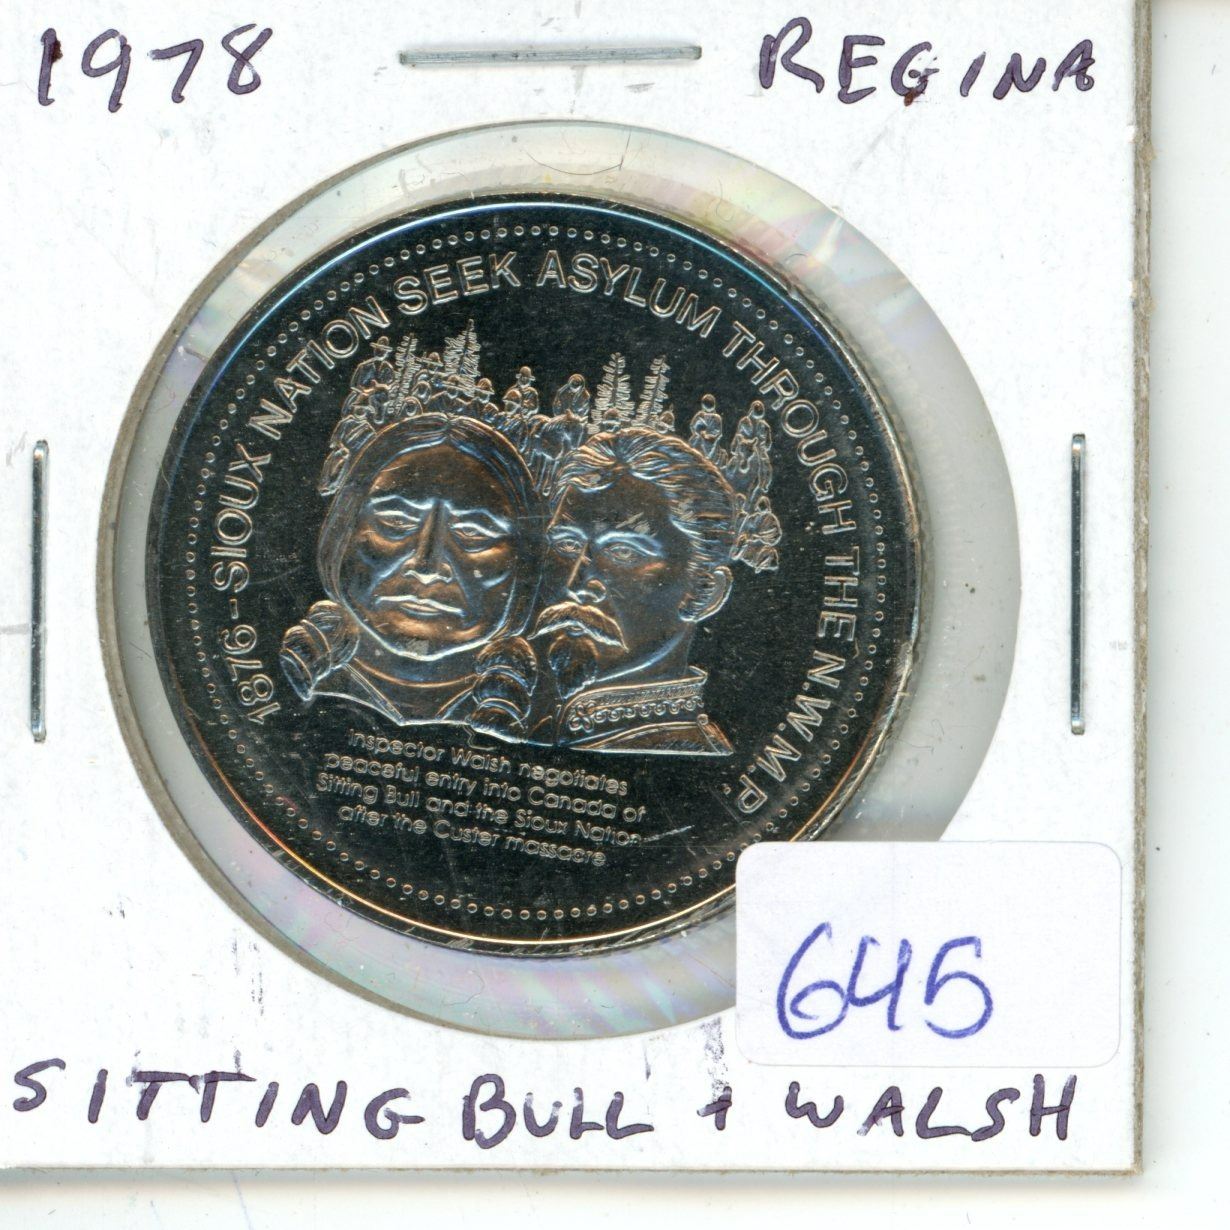 1978 REGINA
1876-SIOUX NATION SEEK ASYLUM THROUGH THE N.W.M.P.
Inspector Walsh negotiates
peaceful entry into Canada of
Sitting Bull and the Sioux Nation
after the Custer massacre
645
SITTING BULL + WALSH